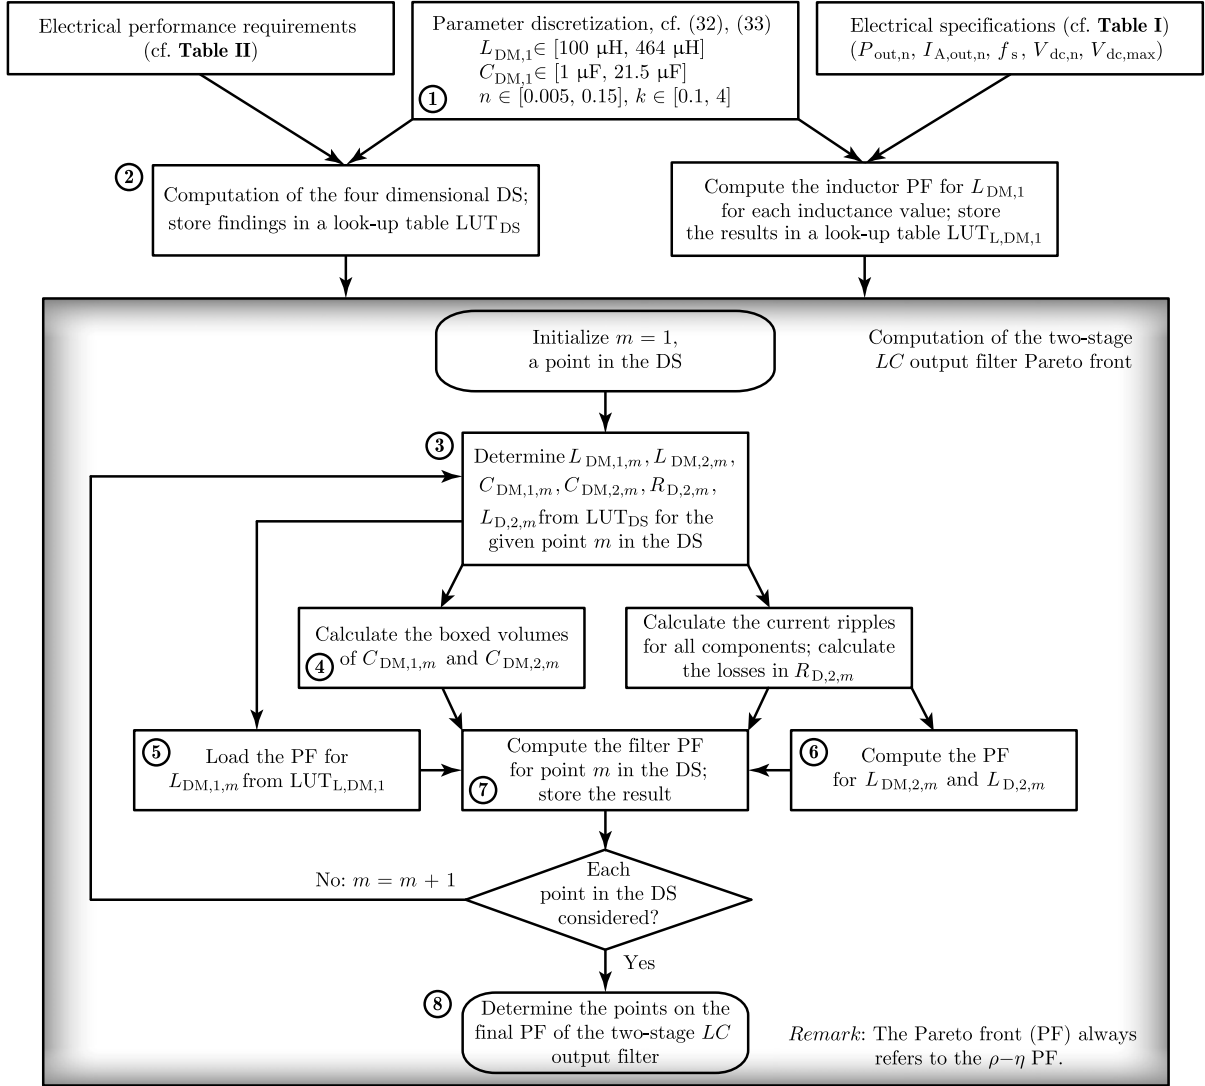 Electrical performance requirements
(cf. Table II)
Parameter discretization, cf. (32), (33)
L_DM,1 ∈ [100 μH, 464 μH]
C_DM,1 ∈ [1 μF, 21.5 μF]
n ∈ [0.005, 0.15], k ∈ [0.1, 4]
1
Electrical specifications (cf. Table I)
(P_out,n, I_A,out,n, f_s, V_dc,n, V_dc,max)
2
Computation of the four dimensional DS;
store findings in a look-up table LUT_DS
Compute the inductor PF for L_DM,1
for each inductance value; store
the results in a look-up table LUT_L,DM,1
Initialize m = 1,
a point in the DS
Computation of the two-stage
LC output filter Pareto front
3
Determine L_DM,1,m, L_DM,2,m,
C_DM,1,m, C_DM,2,m, R_D,2,m,
L_D,2,m from LUT_DS for the
given point m in the DS
Calculate the boxed volumes
of C_DM,1,m and C_DM,2,m
4
Calculate the current ripples
for all components; calculate
the losses in R_D,2,m
5
Load the PF for
L_DM,1,m from LUT_L,DM,1
Compute the filter PF
for point m in the DS;
store the result
7
6
Compute the PF
for L_DM,2,m and L_D,2,m
No: m = m + 1
Each
point in the DS
considered?
Yes
8
Determine the points on the
final PF of the two-stage LC
output filter
Remark: The Pareto front (PF) always
refers to the ρ−η PF.